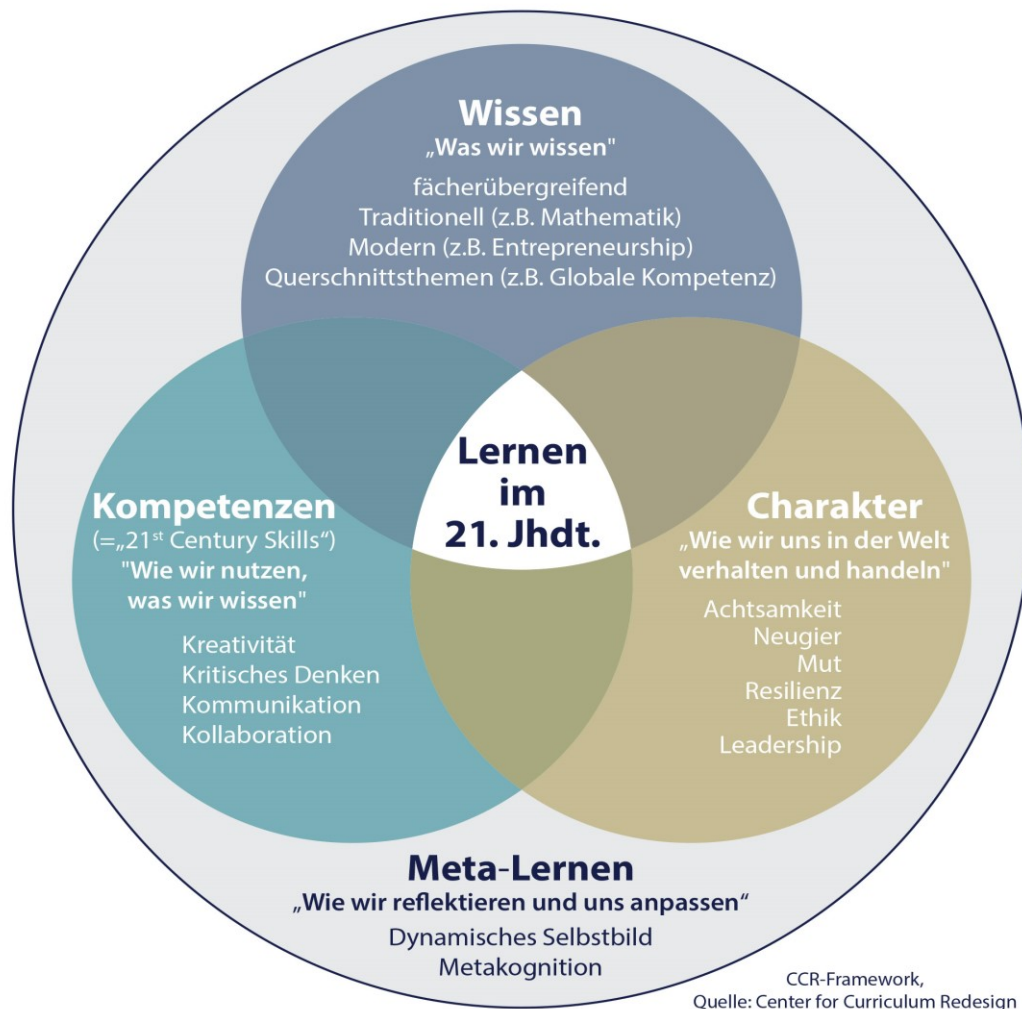 Wissen
„Was wir wissen"
fächerübergreifend
Traditionell (z.B. Mathematik)
Modern (z.B. Entrepreneurship)
Querschnittsthemen (z.B. Globale Kompetenz)
Lernen
im
21. Jhdt.
Kompetenzen
(=„21st Century Skills“)
"Wie wir nutzen,
was wir wissen"
Kreativität
Kritisches Denken
Kommunikation
Kollaboration
Charakter
„Wie wir uns in der Welt
verhalten und handeln"
Achtsamkeit
Neugier
Mut
Resilienz
Ethik
Leadership
Meta-Lernen
„Wie wir reflektieren und uns anpassen“
Dynamisches Selbstbild
Metakognition
CCR-Framework,
Quelle: Center for Curriculum Redesign